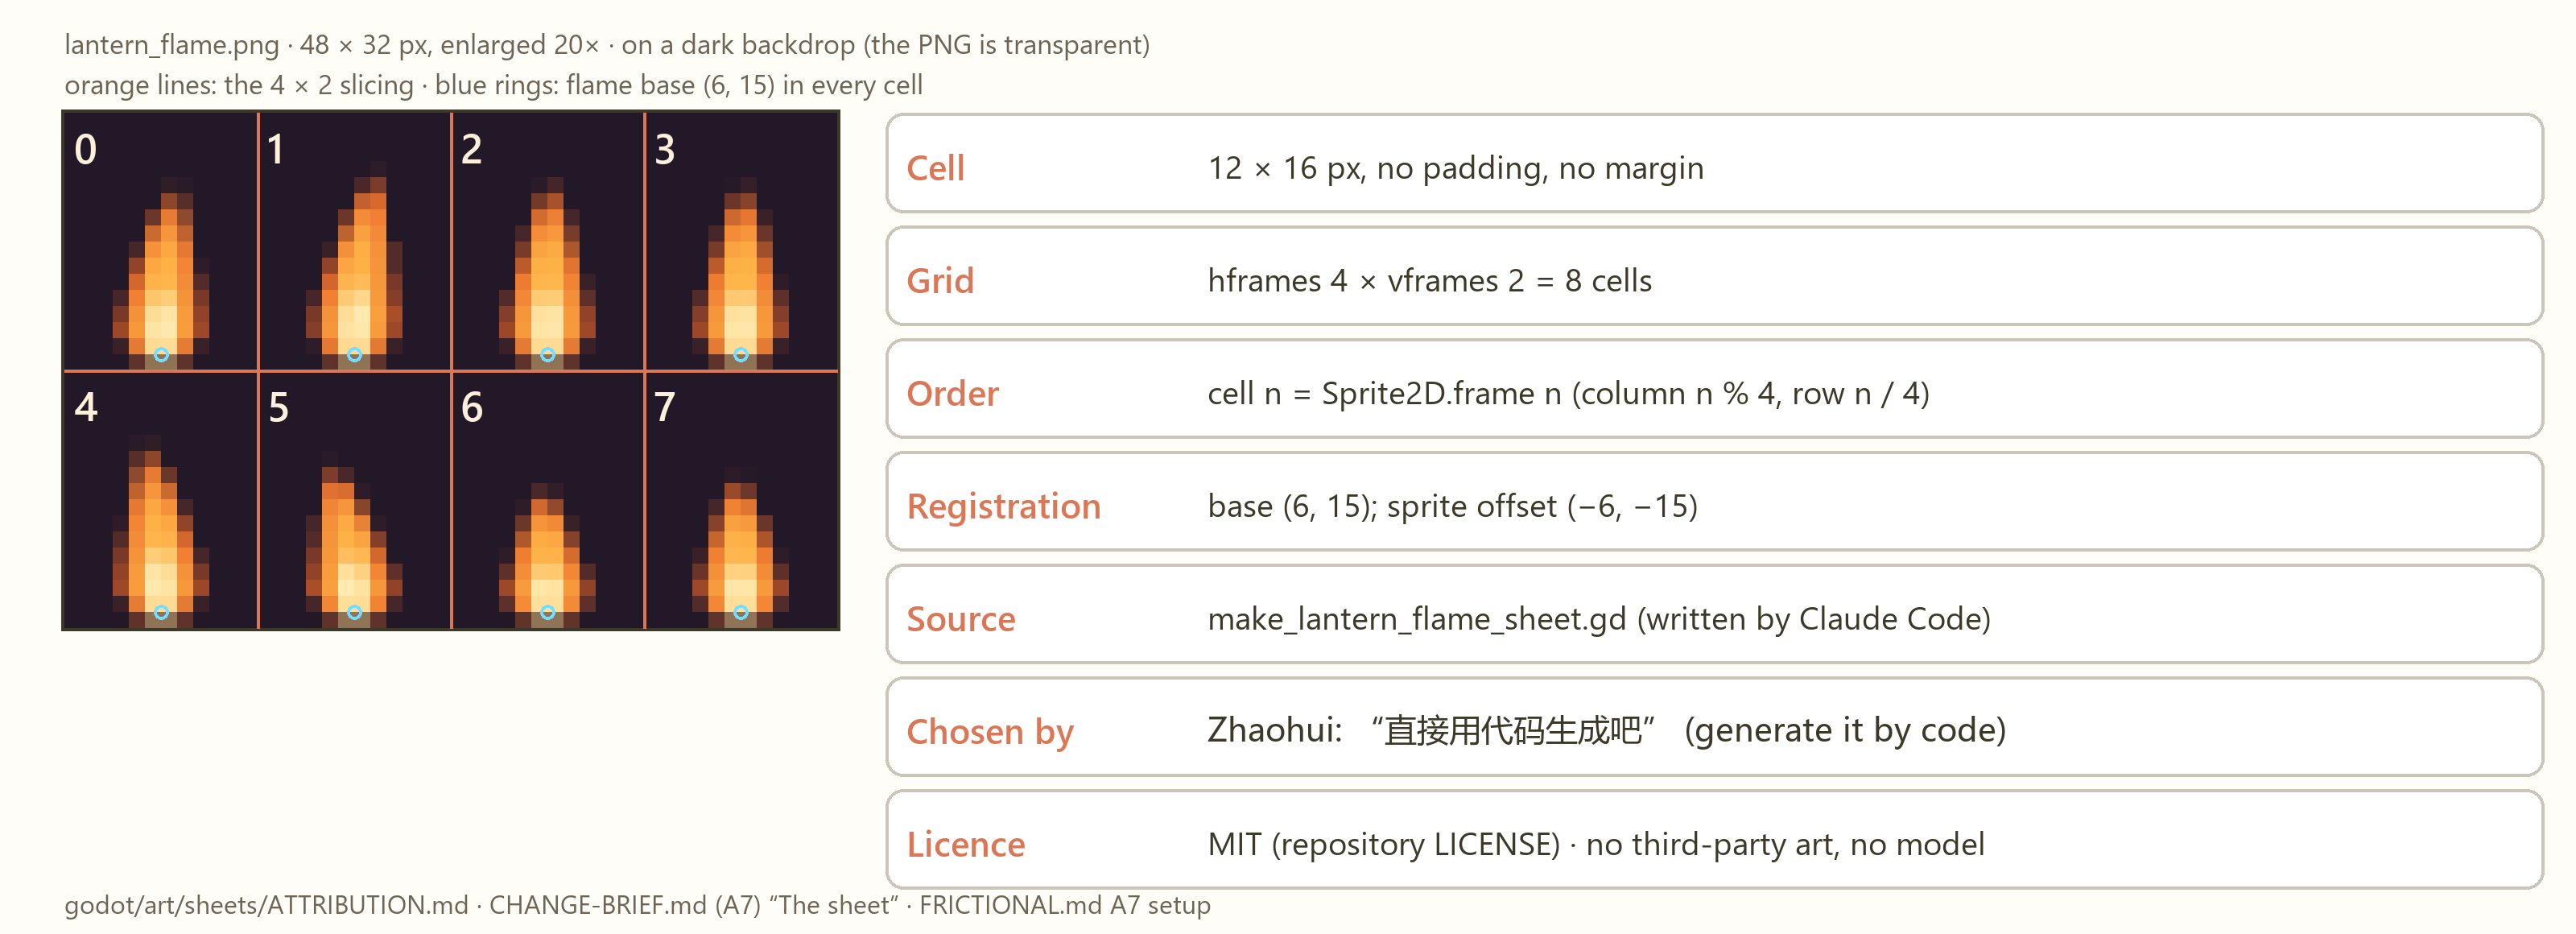 lantern_flame.png · 48 × 32 px, enlarged 20× · on a dark backdrop (the PNG is transparent)
orange lines: the 4 × 2 slicing · blue rings: flame base (6, 15) in every cell
0 1 2 3
4 5 6 7
Cell 12 × 16 px, no padding, no margin
Grid hframes 4 × vframes 2 = 8 cells
Order cell n = Sprite2D.frame n (column n % 4, row n / 4)
Registration base (6, 15); sprite offset (−6, −15)
Source make_lantern_flame_sheet.gd (written by Claude Code)
Chosen by Zhaohui: “直接用代码生成吧” (generate it by code)
Licence MIT (repository LICENSE) · no third-party art, no model
godot/art/sheets/ATTRIBUTION.md · CHANGE-BRIEF.md (A7) “The sheet” · FRICTIONAL.md A7 setup